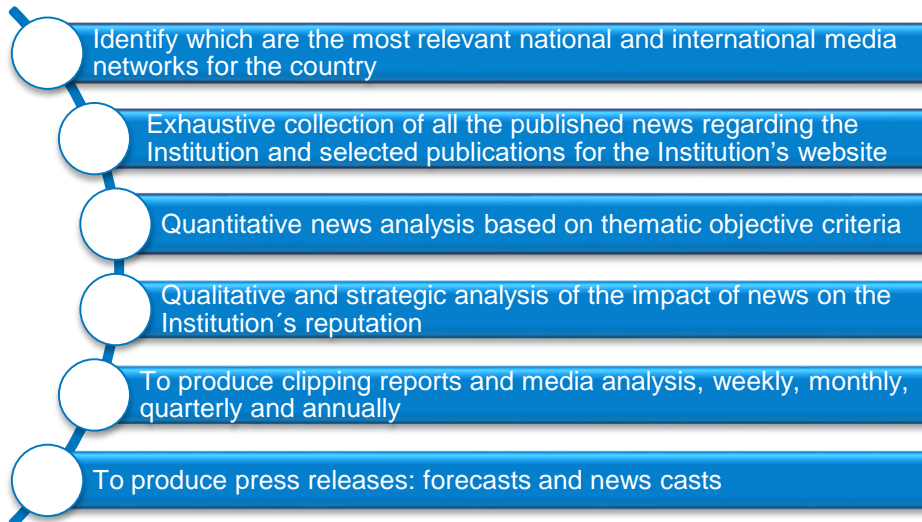 Identify which are the most relevant national and international media
networks for the country
Exhaustive collection of all the published news regarding the
Institution and selected publications for the Institution’s website
Quantitative news analysis based on thematic objective criteria
Qualitative and strategic analysis of the impact of news on the
Institution´s reputation
To produce clipping reports and media analysis, weekly, monthly,
quarterly and annually
To produce press releases: forecasts and news casts